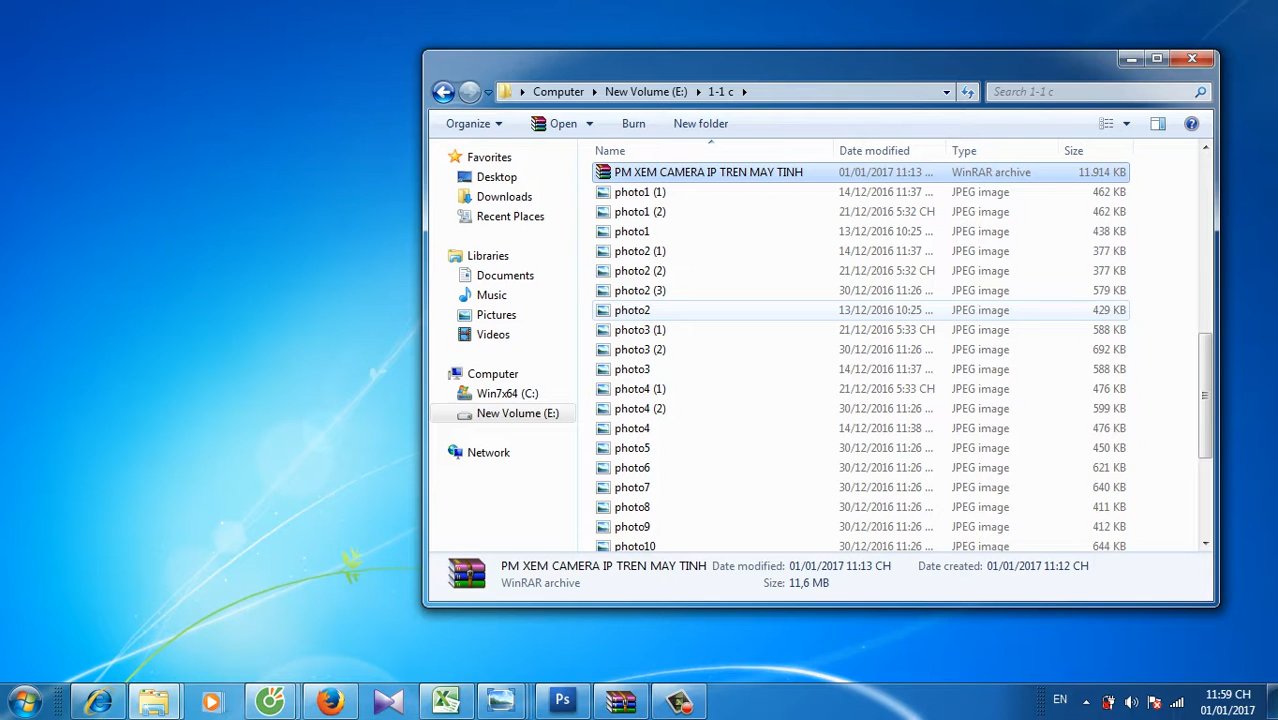 Computer New Volume (E:) 1-1 c Search 1-1 c
Organize Open Burn New folder
Name Date modified Type Size
PM XEM CAMERA IP TREN MAY TINH 01/01/2017 11:13 ... WinRAR archive 11.914 KB
photo1 (1) 14/12/2016 11:37 ... JPEG image 462 KB
photo1 (2) 21/12/2016 5:32 CH JPEG image 462 KB
photo1 13/12/2016 10:25 ... JPEG image 438 KB
photo2 (1) 14/12/2016 11:37 ... JPEG image 377 KB
photo2 (2) 21/12/2016 5:32 CH JPEG image 377 KB
photo2 (3) 30/12/2016 11:26 ... JPEG image 579 KB
photo2 13/12/2016 10:25 ... JPEG image 429 KB
photo3 (1) 21/12/2016 5:33 CH JPEG image 588 KB
photo3 (2) 30/12/2016 11:26 ... JPEG image 692 KB
photo3 14/12/2016 11:37 ... JPEG image 588 KB
photo4 (1) 21/12/2016 5:33 CH JPEG image 476 KB
photo4 (2) 30/12/2016 11:26 ... JPEG image 599 KB
photo4 14/12/2016 11:38 ... JPEG image 476 KB
photo5 30/12/2016 11:26 ... JPEG image 450 KB
photo6 30/12/2016 11:26 ... JPEG image 621 KB
photo7 30/12/2016 11:26 ... JPEG image 640 KB
photo8 30/12/2016 11:26 ... JPEG image 411 KB
photo9 30/12/2016 11:26 ... JPEG image 412 KB
photo10 30/12/2016 11:26 ... JPEG image 644 KB
Favorites
Desktop
Downloads
Recent Places
Libraries
Documents
Music
Pictures
Videos
Computer
Win7x64 (C:)
New Volume (E:)
Network
PM XEM CAMERA IP TREN MAY TINH Date modified: 01/01/2017 11:13 CH Date created: 01/01/2017 11:12 CH
WinRAR archive Size: 11,6 MB
Ps
EN
11:59 CH
01/01/2017